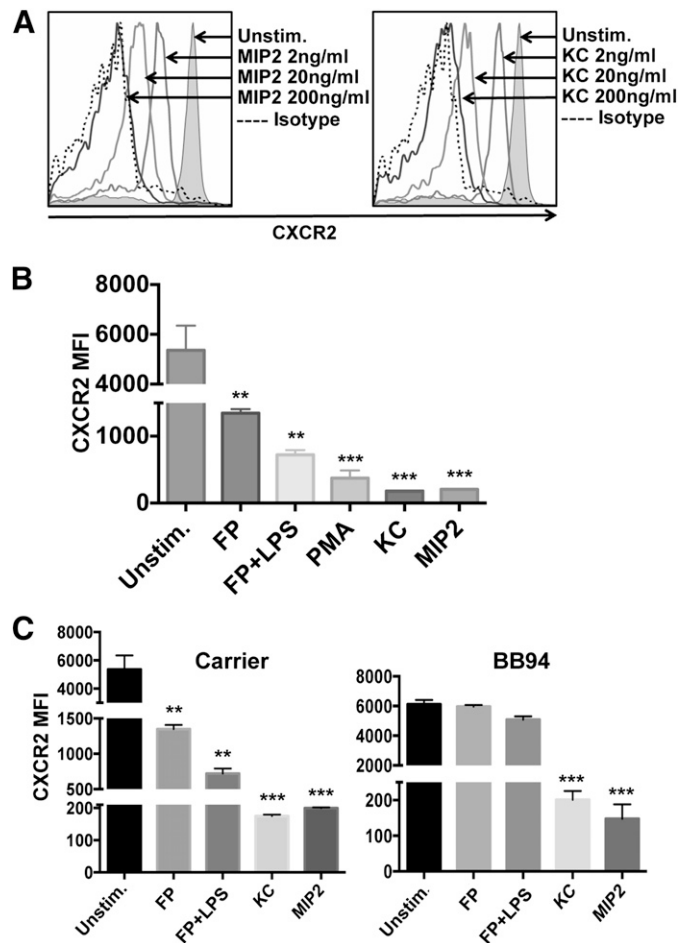 A
Unstim.
MIP2 2ng/ml
MIP2 20ng/ml
MIP2 200ng/ml
---- Isotype
Unstim.
KC 2ng/ml
KC 20ng/ml
KC 200ng/ml
---- Isotype
CXCR2
B
CXCR2 MFI
8000
6000
4000
1000
0
**
**
***
***
***
Unstim.
FP
FP+LPS
PMA
KC
MIP2
C
Carrier
CXCR2 MFI
8000
6000
4000
1500
1000
500
200
100
0
**
**
***
***
Unstim.
FP
FP+LPS
KC
MIP2
BB94
8000
6000
4000
2000
200
100
0
***
***
Unstim.
FP
FP+LPS
KC
MIP2